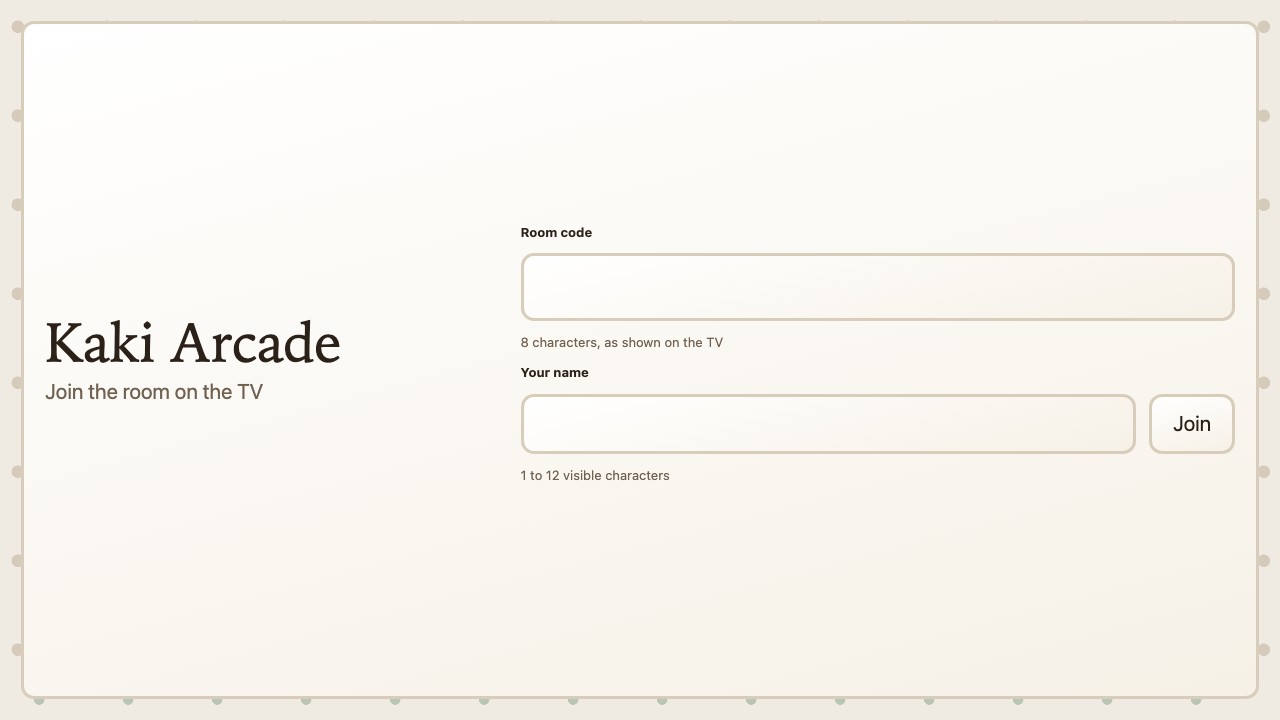 Kaki Arcade
Join the room on the TV
Room code
8 characters, as shown on the TV
Your name
Join
1 to 12 visible characters